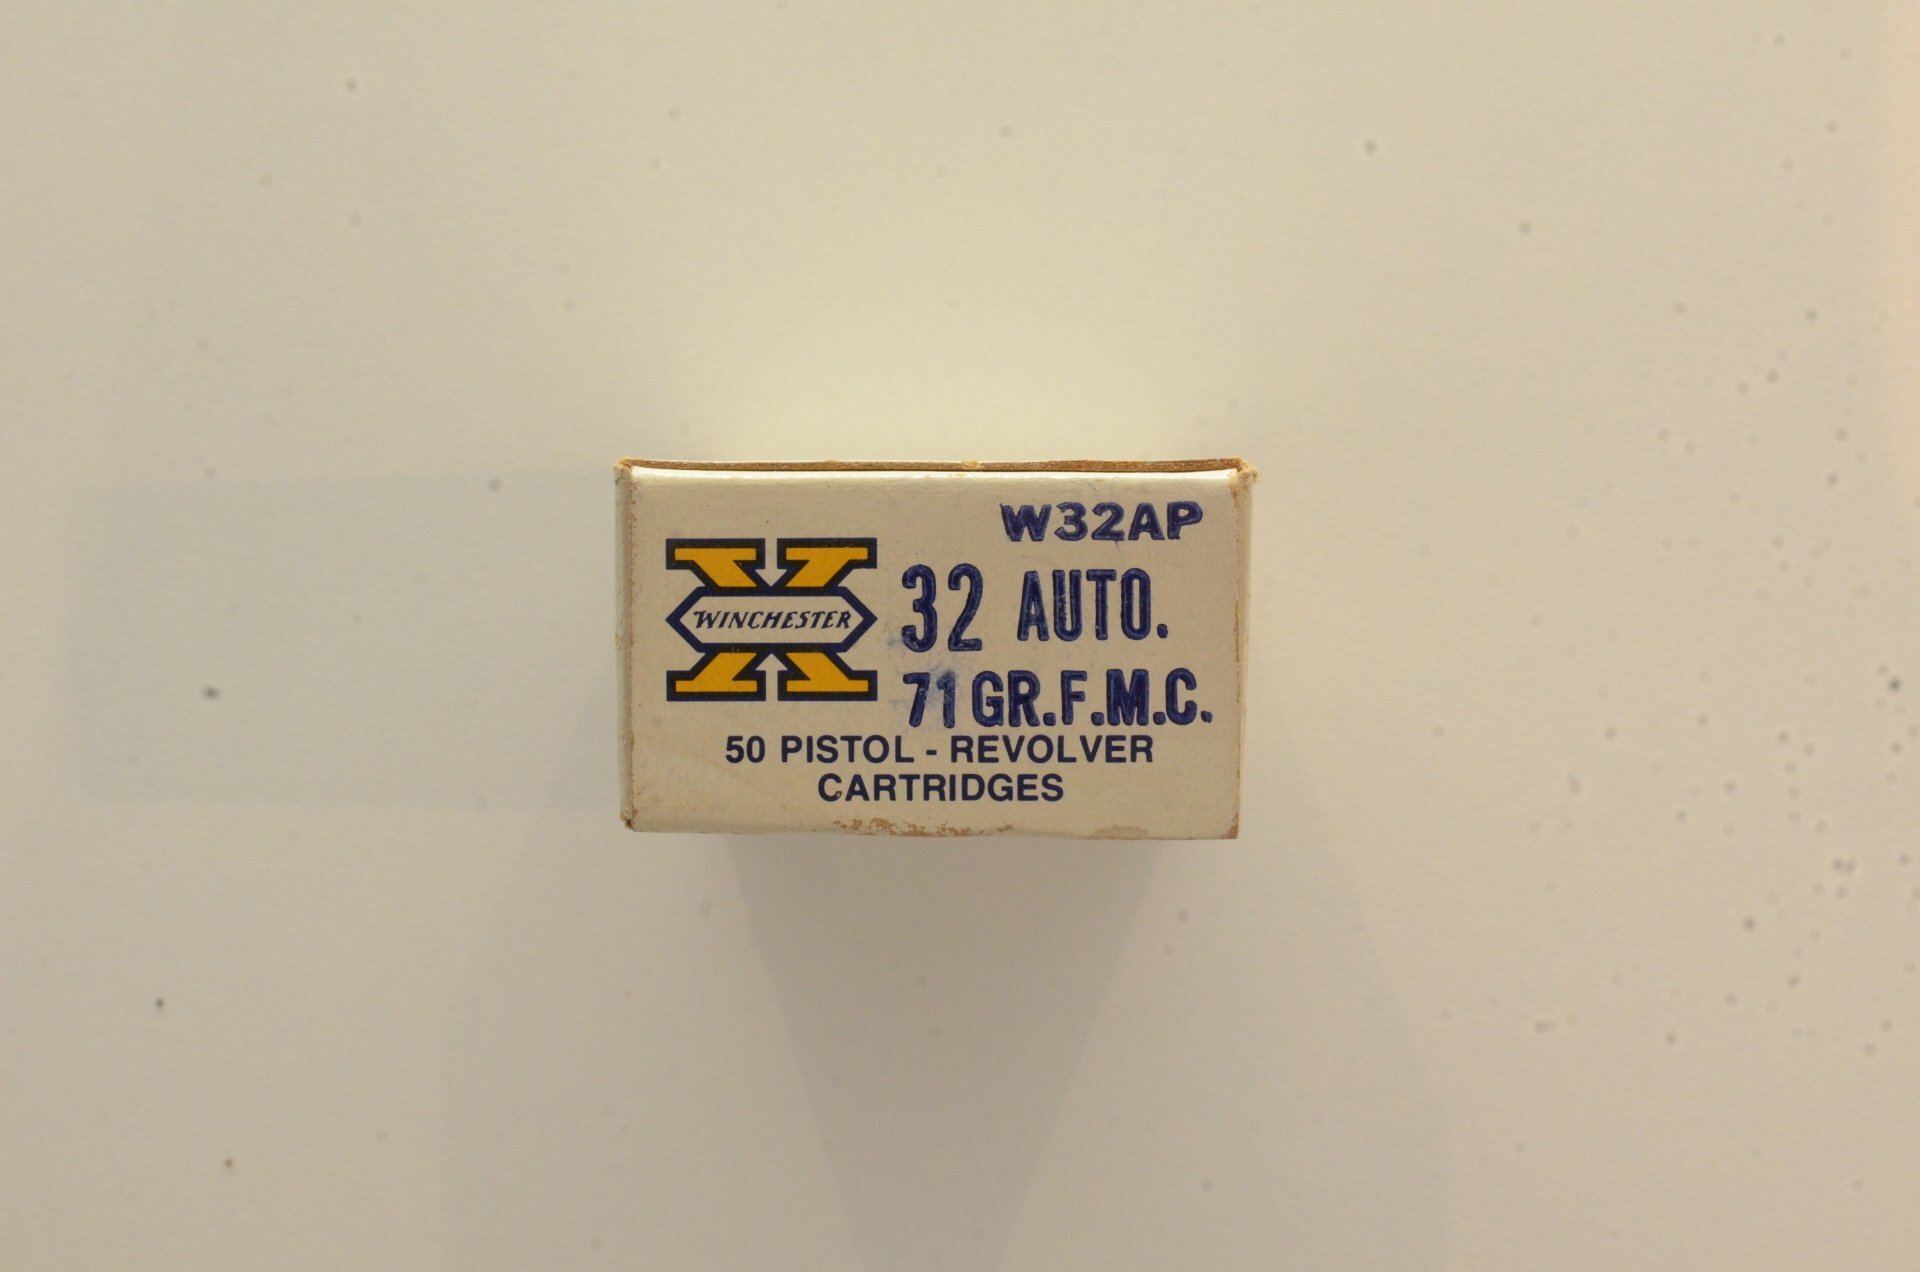 W32AP
WINCHESTER
32 AUTO.
71 GR. F.M.C.
50 PISTOL - REVOLVER
CARTRIDGES